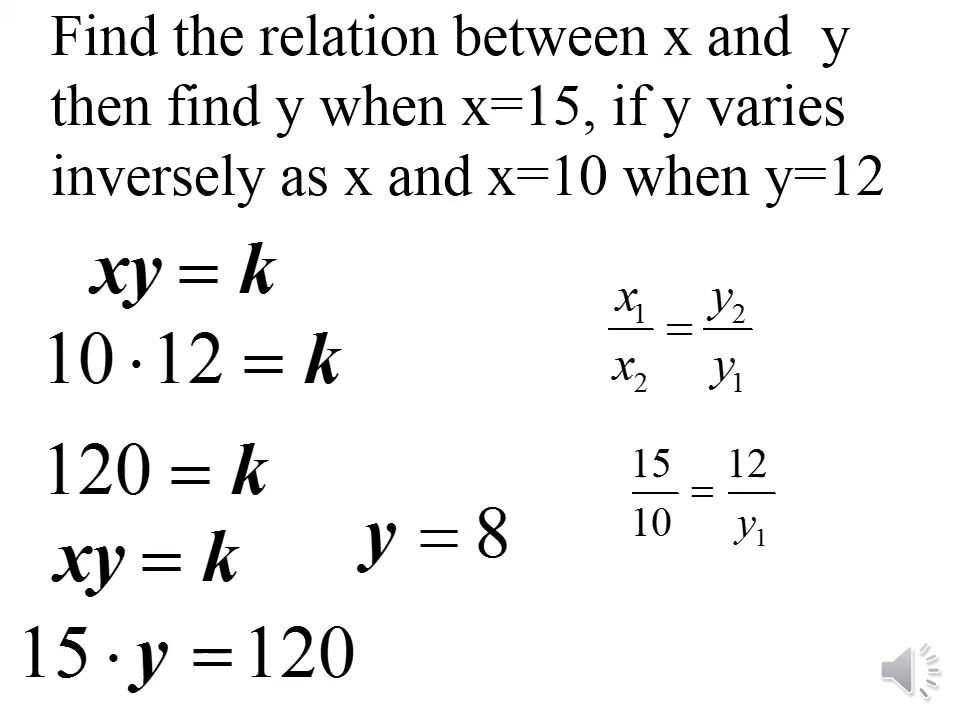 Find the relation between x and y
then find y when x=15, if y varies
inversely as x and x=10 when y=12
xy = k
10 · 12 = k
120 = k
xy = k
15 · y = 120
y = 8
x₁/x₂ = y₂/y₁
15/10 = 12/y₁